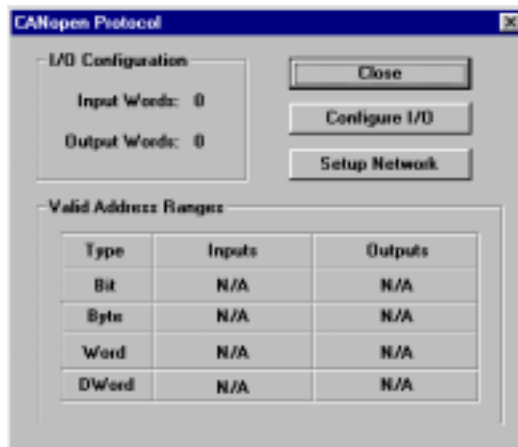 CANopen Protocol
I/O Configuration
Input Words: 0
Output Words: 0
Close
Configure I/O
Setup Network
Valid Address Ranges
Type Inputs Outputs
Bit N/A N/A
Byte N/A N/A
Word N/A N/A
DWord N/A N/A